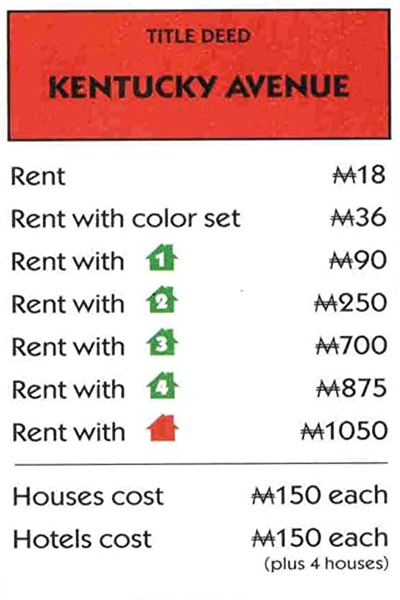 TITLE DEED
KENTUCKY AVENUE
Rent ₩18
Rent with color set ₩36
Rent with 1 ₩90
Rent with 2 ₩250
Rent with 3 ₩700
Rent with 4 ₩875
Rent with ₩1050
Houses cost ₩150 each
Hotels cost ₩150 each
(plus 4 houses)